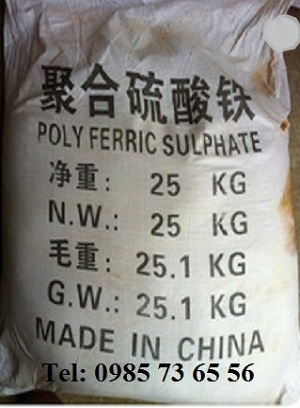 聚合硫酸铁
POLY FERRIC SULPHATE
净重: 25 KG
N.W.: 25 KG
毛重: 25.1 KG
G.W.: 25.1 KG
MADE IN CHINA
Tel: 0985 73 65 56